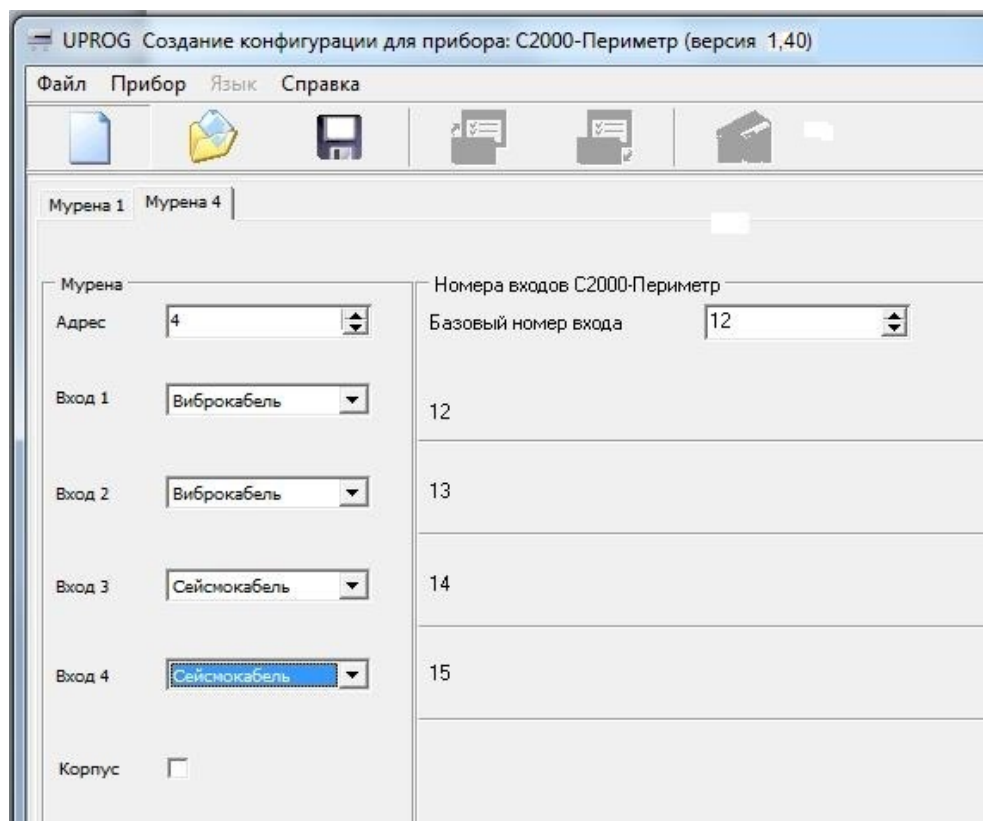 UPROG Создание конфигурации для прибора: С2000-Периметр (версия 1,40)
Файл Прибор Язык Справка
Мурена 1 Мурена 4
Мурена
Номера входов С2000-Периметр
Адрес 4
Базовый номер входа 12
Вход 1 Виброкабель
12
Вход 2 Виброкабель
13
Вход 3 Сейсмокабель
14
Вход 4 Сейсмокабель
15
Корпус